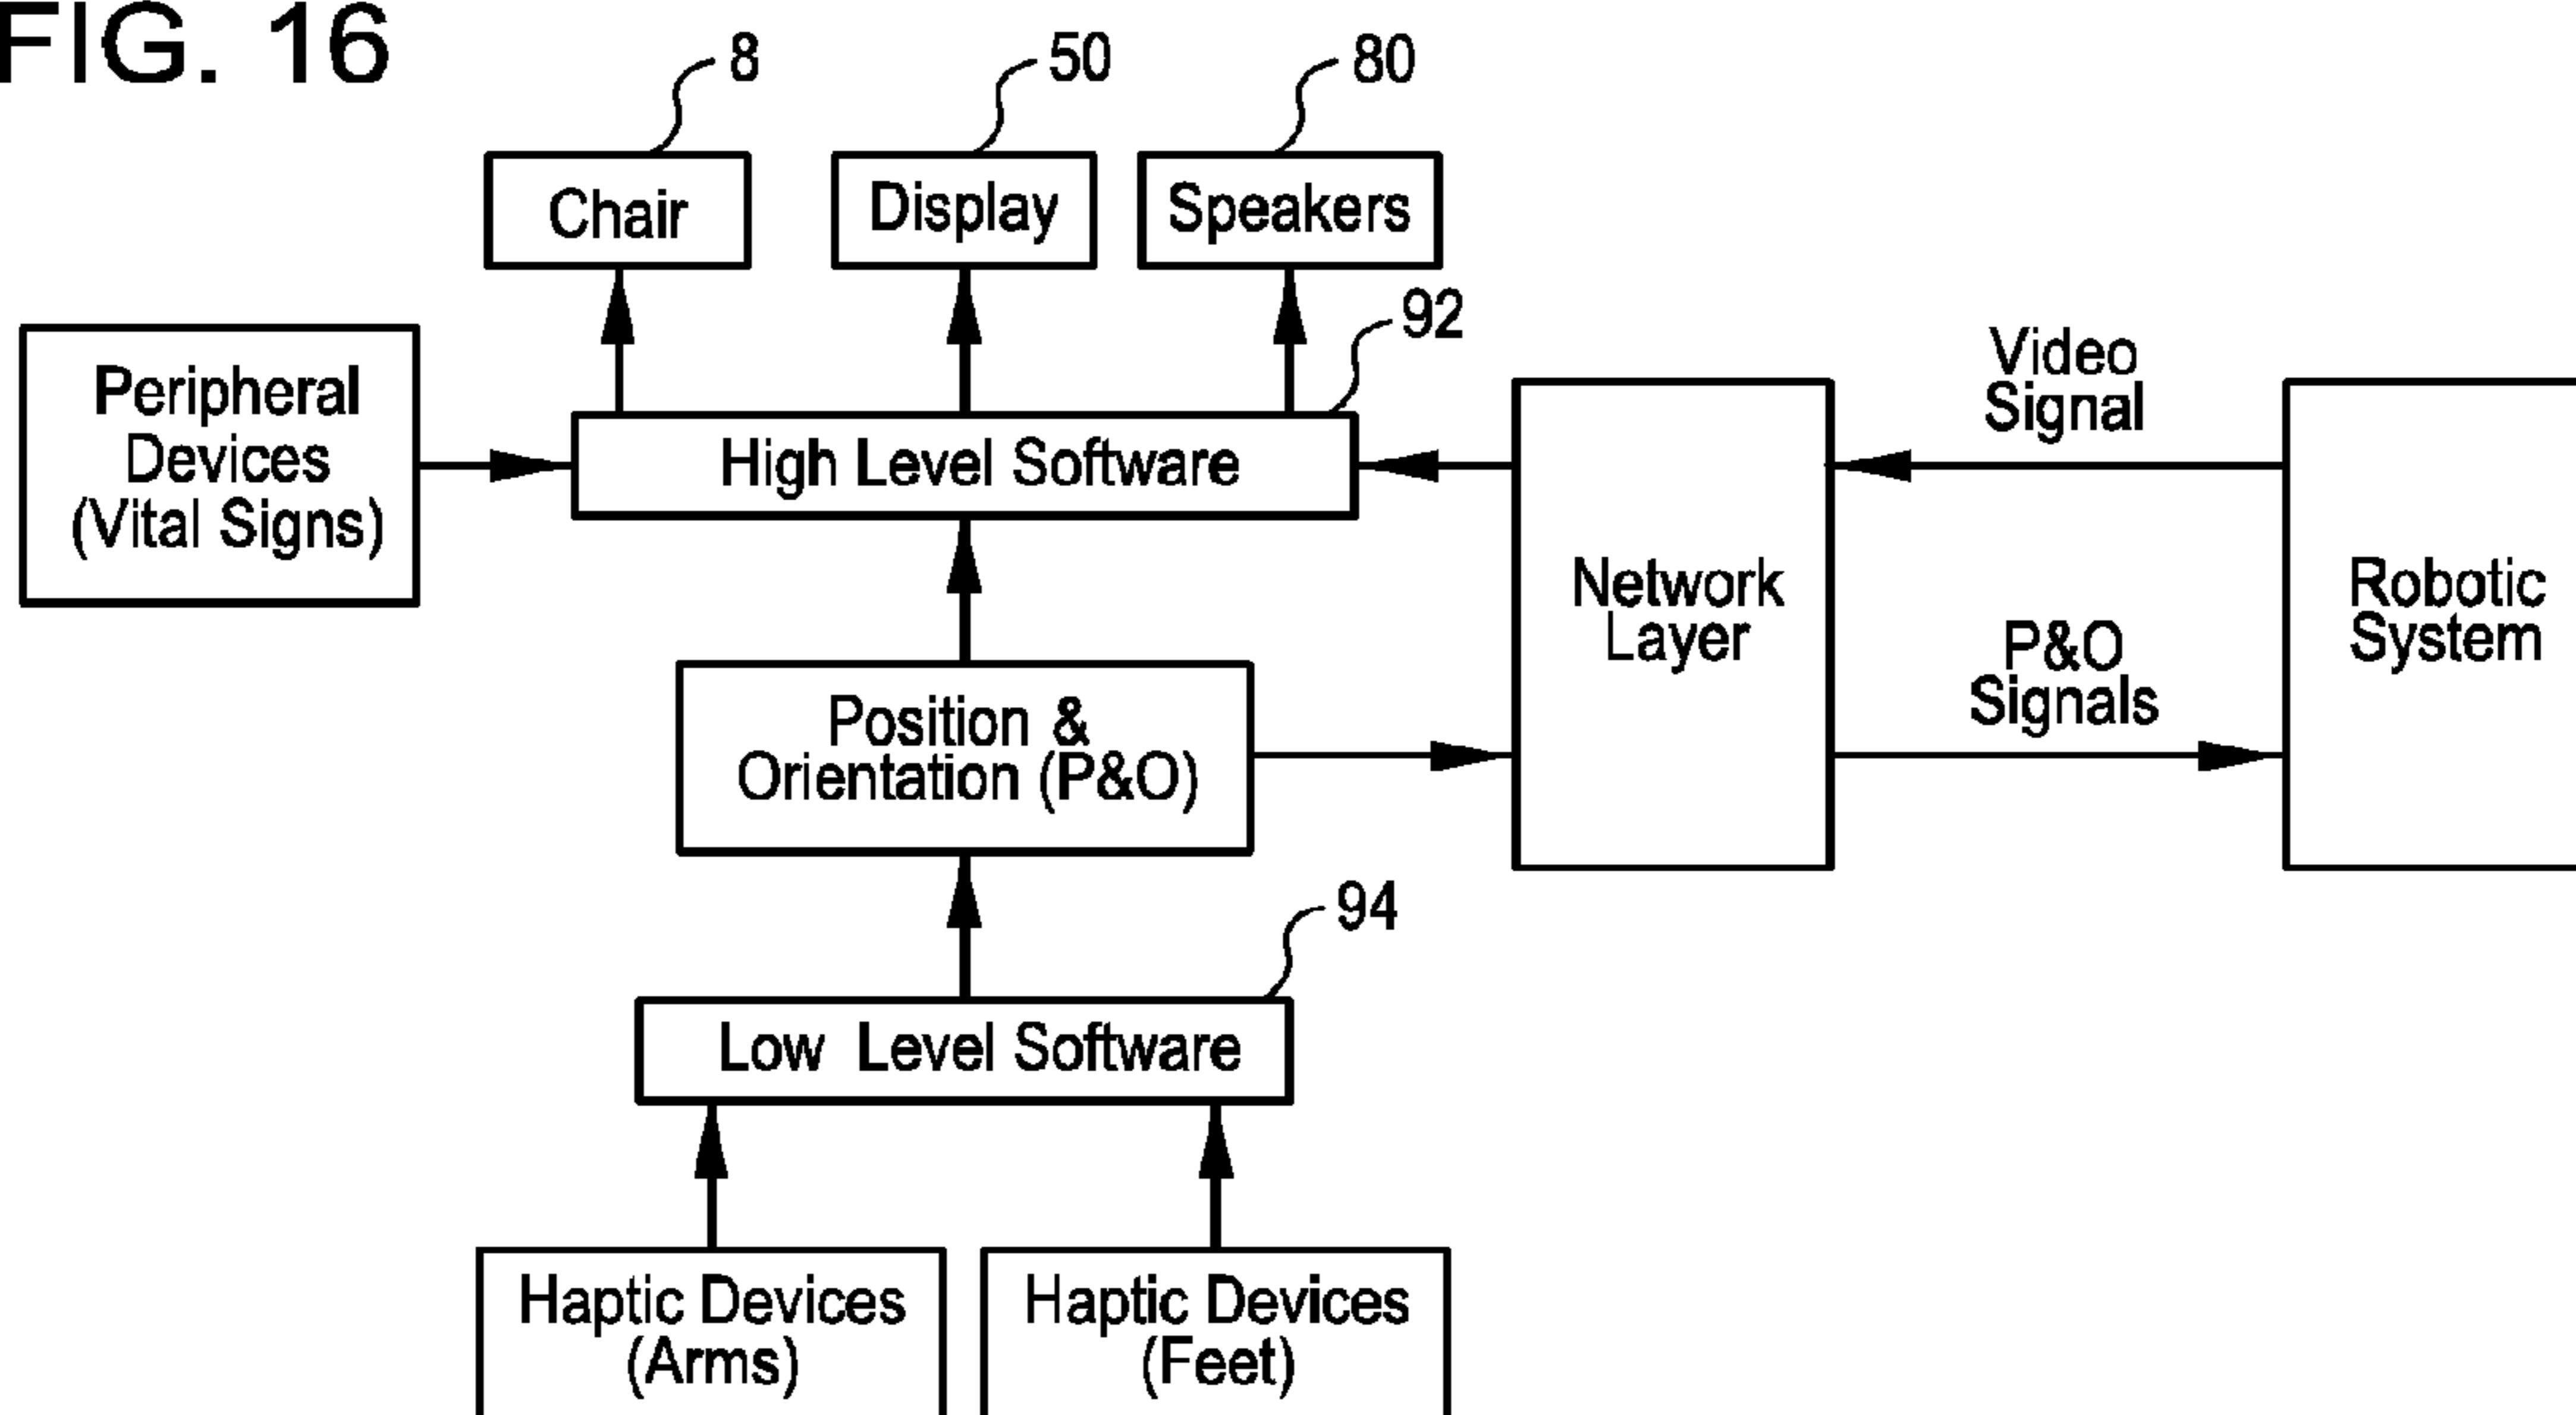 FIG. 16
8
50
80
Chair
Display
Speakers
92
Peripheral
Devices
(Vital Signs)
High Level Software
Video
Signal
Network
Layer
Robotic
System
P&O
Signals
Position &
Orientation (P&O)
94
Low Level Software
Haptic Devices
(Arms)
Haptic Devices
(Feet)